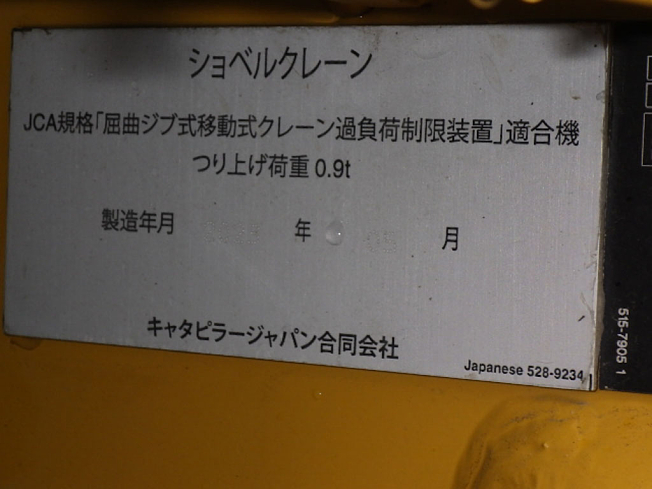 ショベルクレーン
JCA規格「屈曲ジブ式移動式クレーン過負荷制限装置」適合機
つり上げ荷重 0.9t
製造年月 年 月
キャタピラージャパン合同会社
Japanese 528-9234
515-7905 1